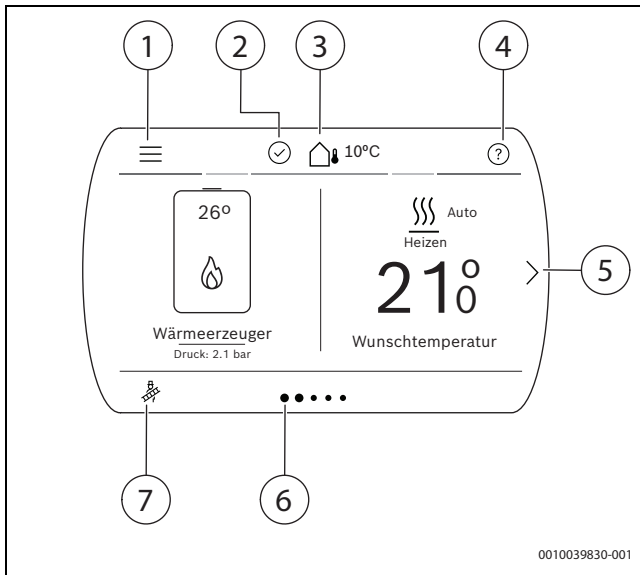 1 2 3 4
10°C
26°
Auto
Heizen
21°0
5
Wärmeerzeuger
Druck: 2.1 bar
Wunschtemperatur
7 6
0010039830-001